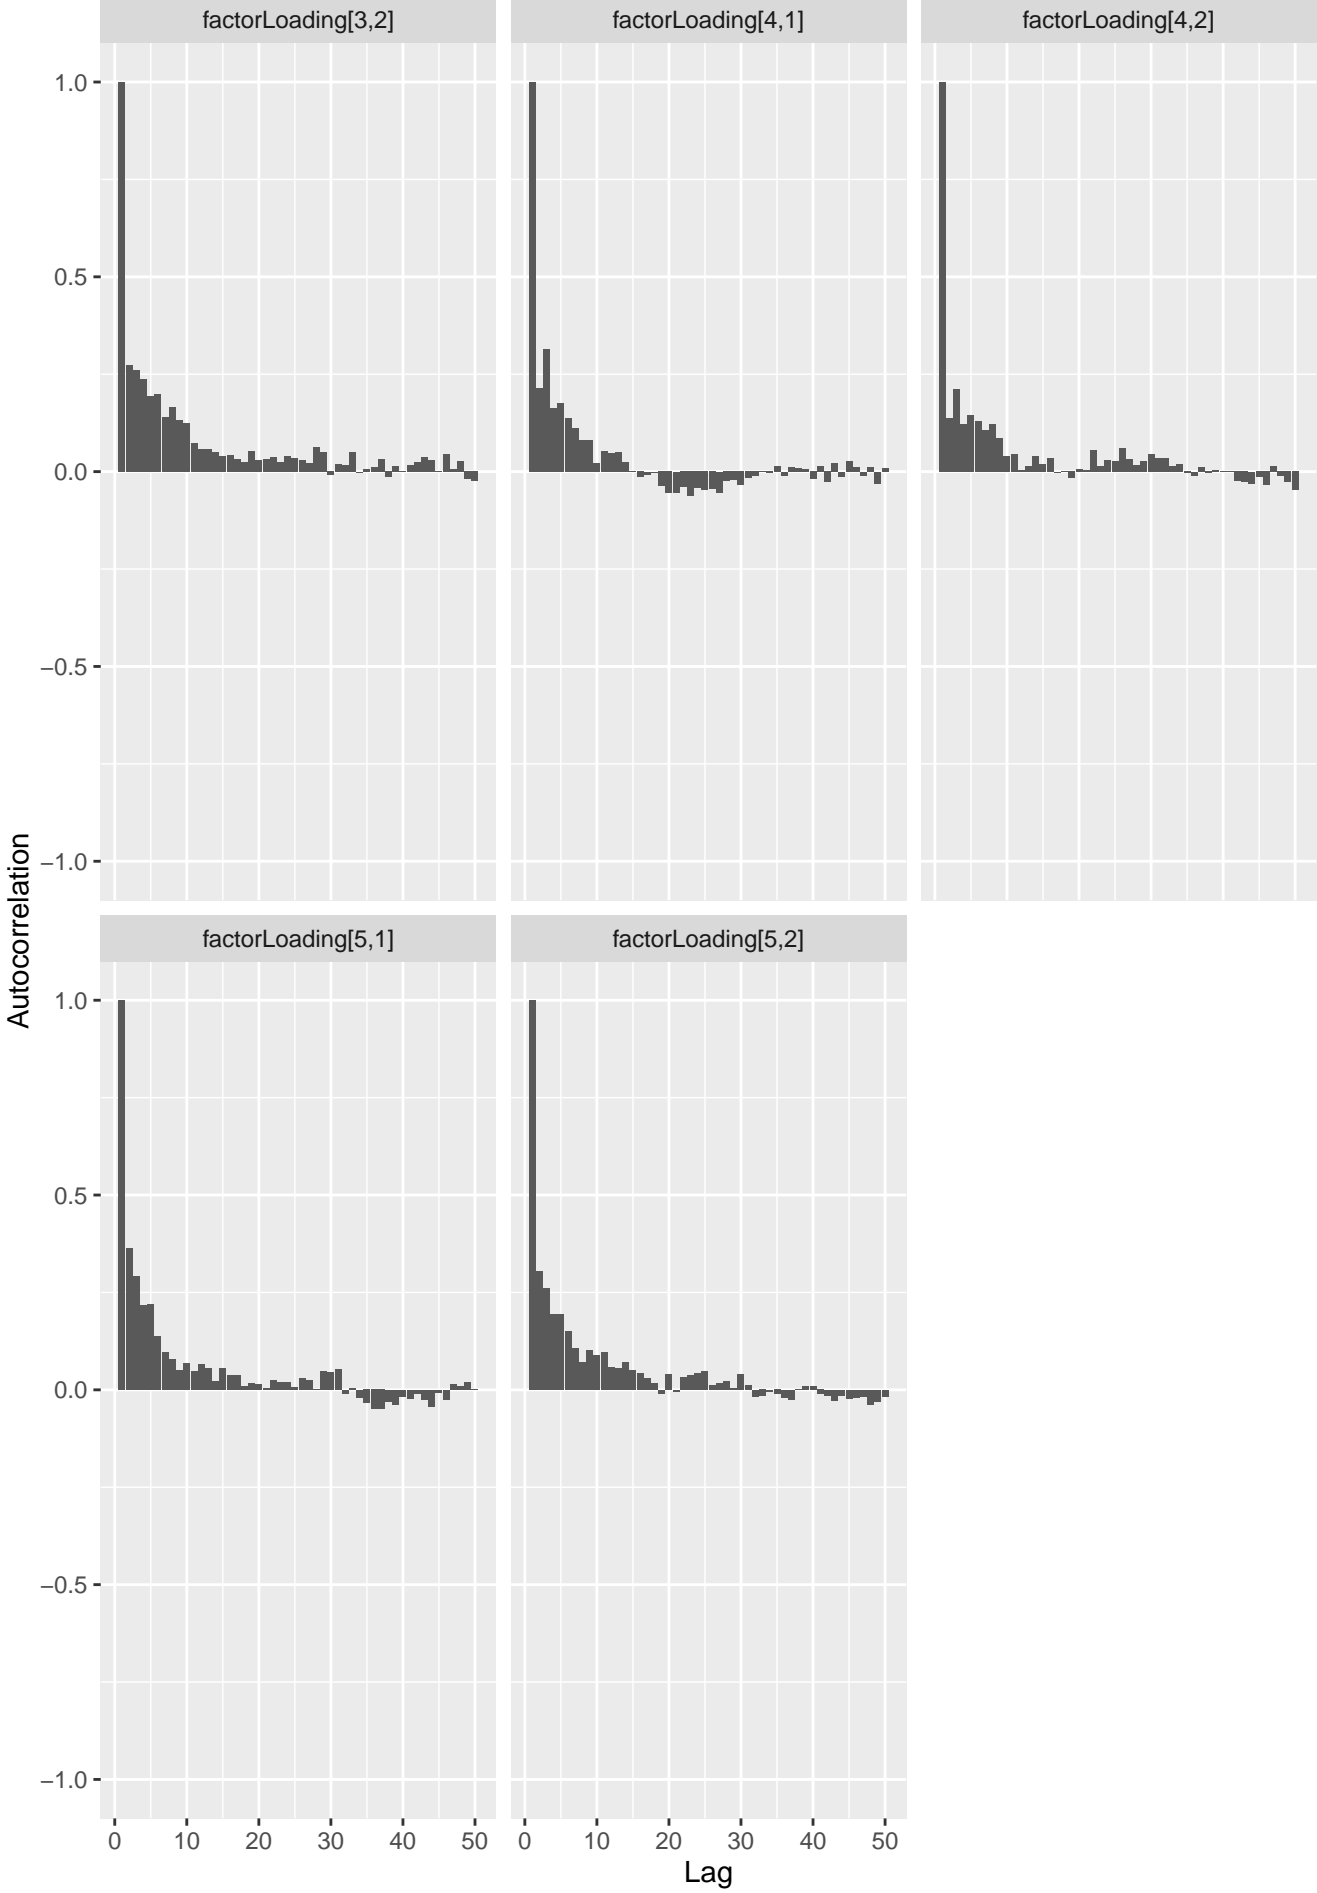 factorLoading[3,2] factorLoading[4,1] factorLoading[4,2]
1.0
0.5
0.0
−0.5
−1.0
Autocorrelation
factorLoading[5,1] factorLoading[5,2]
1.0
0.5
0.0
−0.5
−1.0
0 10 20 30 40 50 0 10 20 30 40 50
Lag